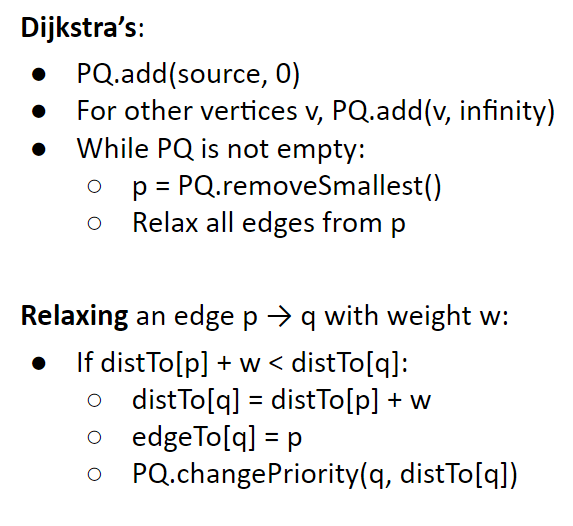 Dijkstra's:
● PQ.add(source, 0)
● For other vertices v, PQ.add(v, infinity)
● While PQ is not empty:
○ p = PQ.removeSmallest()
○ Relax all edges from p
Relaxing an edge p → q with weight w:
● If distTo[p] + w < distTo[q]:
○ distTo[q] = distTo[p] + w
○ edgeTo[q] = p
○ PQ.changePriority(q, distTo[q])